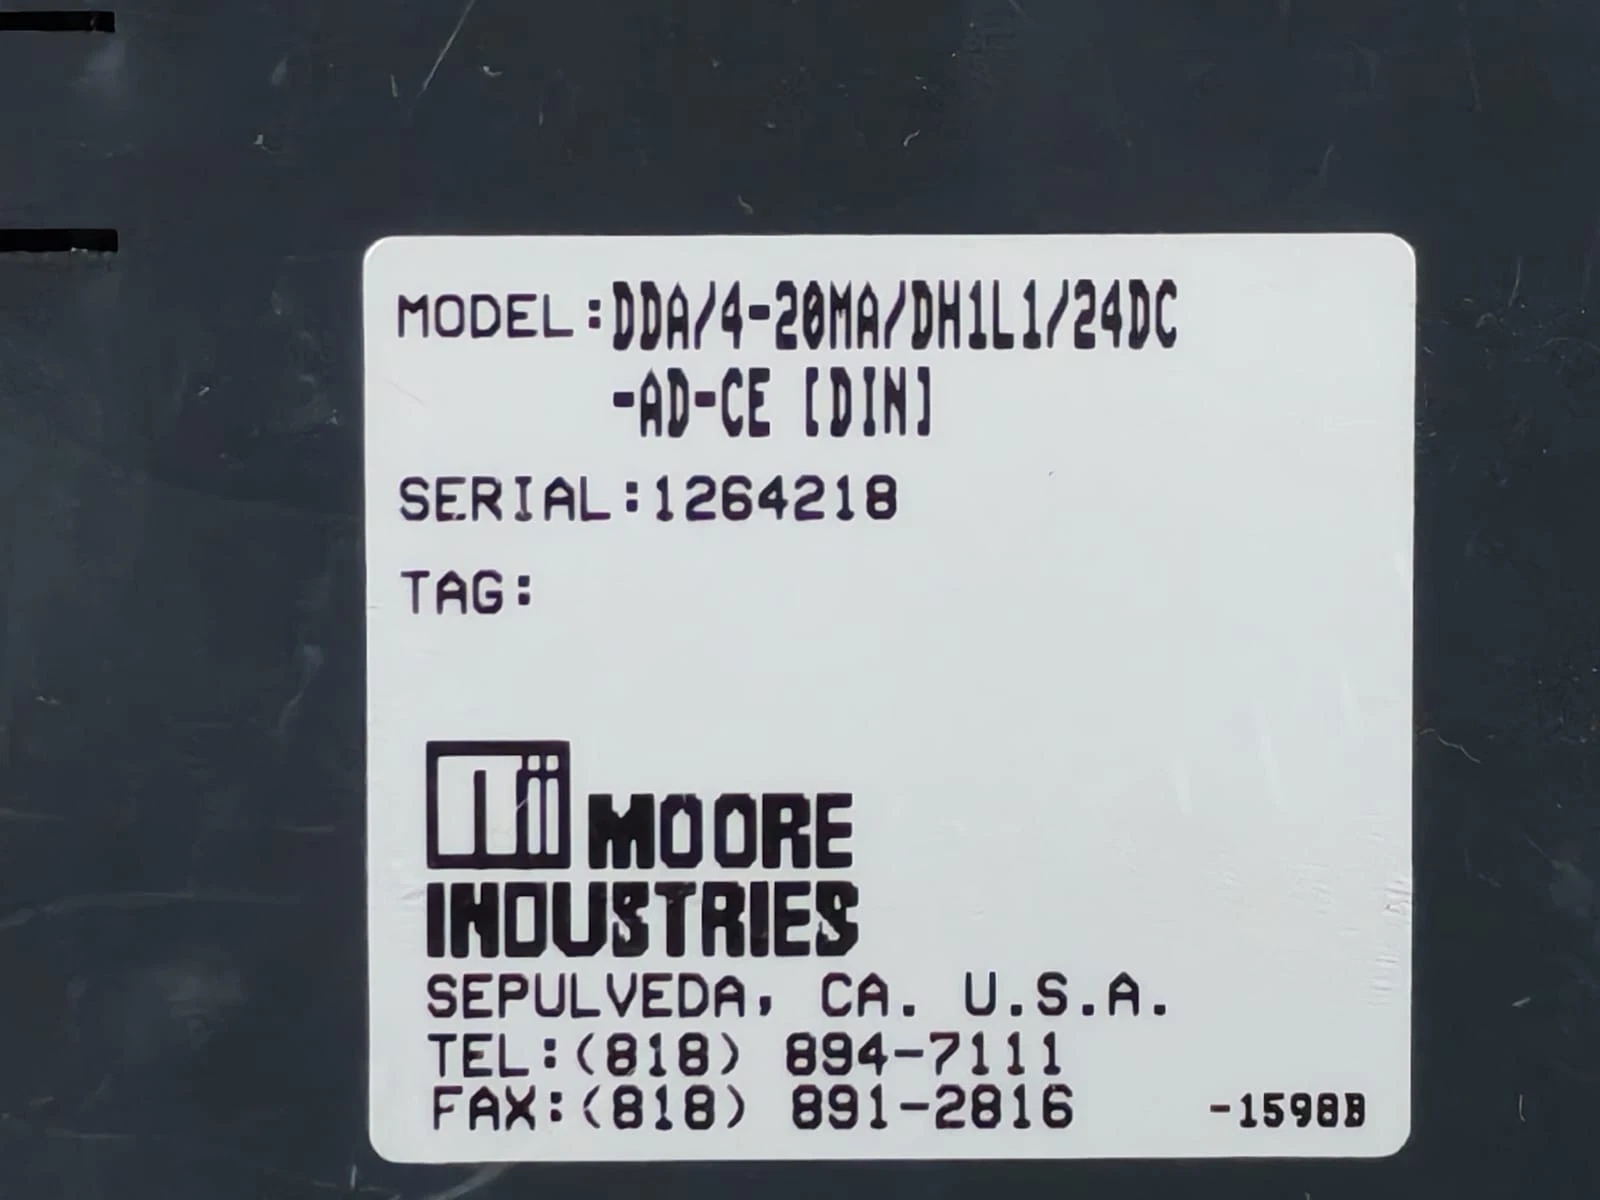 MODEL:DDA/4-20MA/DH1L1/24DC
-AD-CE [DIN]
SERIAL:1264218
TAG:
MOORE
INDUSTRIES
SEPULVEDA, CA. U.S.A.
TEL:(818) 894-7111
FAX:(818) 891-2816
-1598B